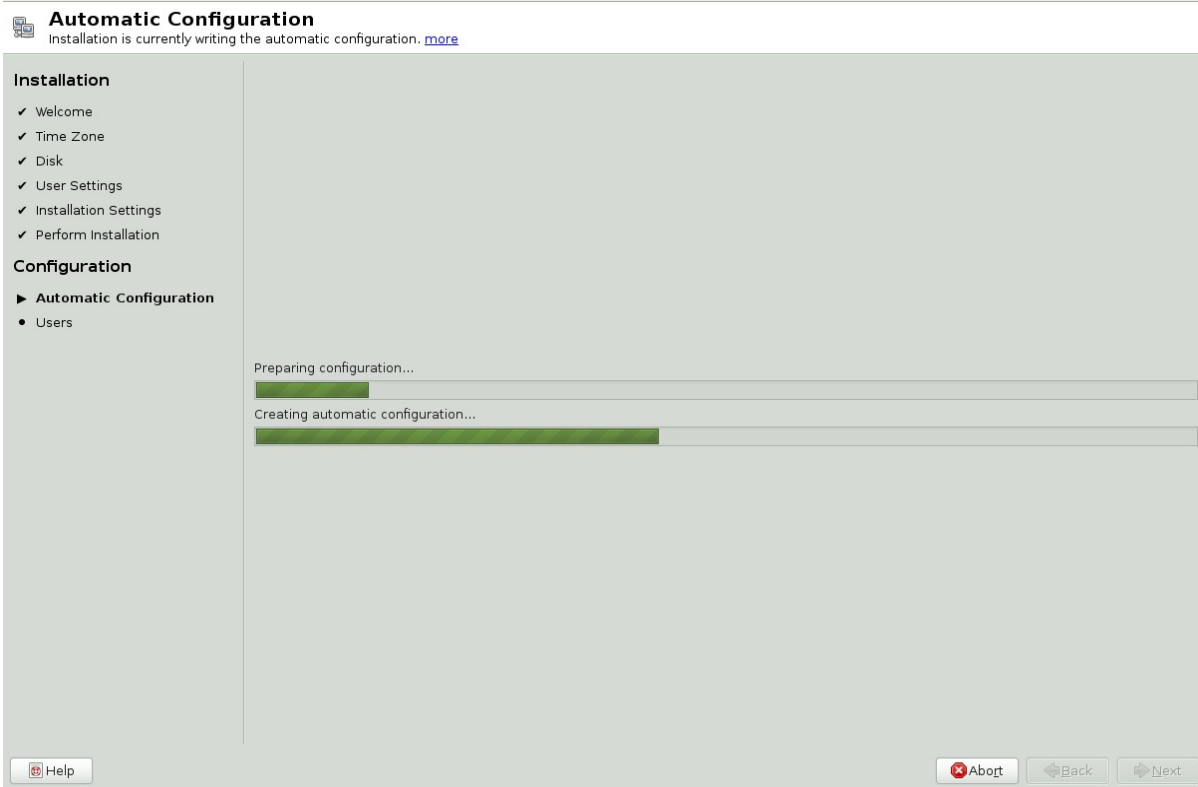 Automatic Configuration
Installation is currently writing the automatic configuration. more
Installation
✔ Welcome
✔ Time Zone
✔ Disk
✔ User Settings
✔ Installation Settings
✔ Perform Installation
Configuration
▶ Automatic Configuration
• Users
Preparing configuration...
Creating automatic configuration...
Help
Abort
Back
Next